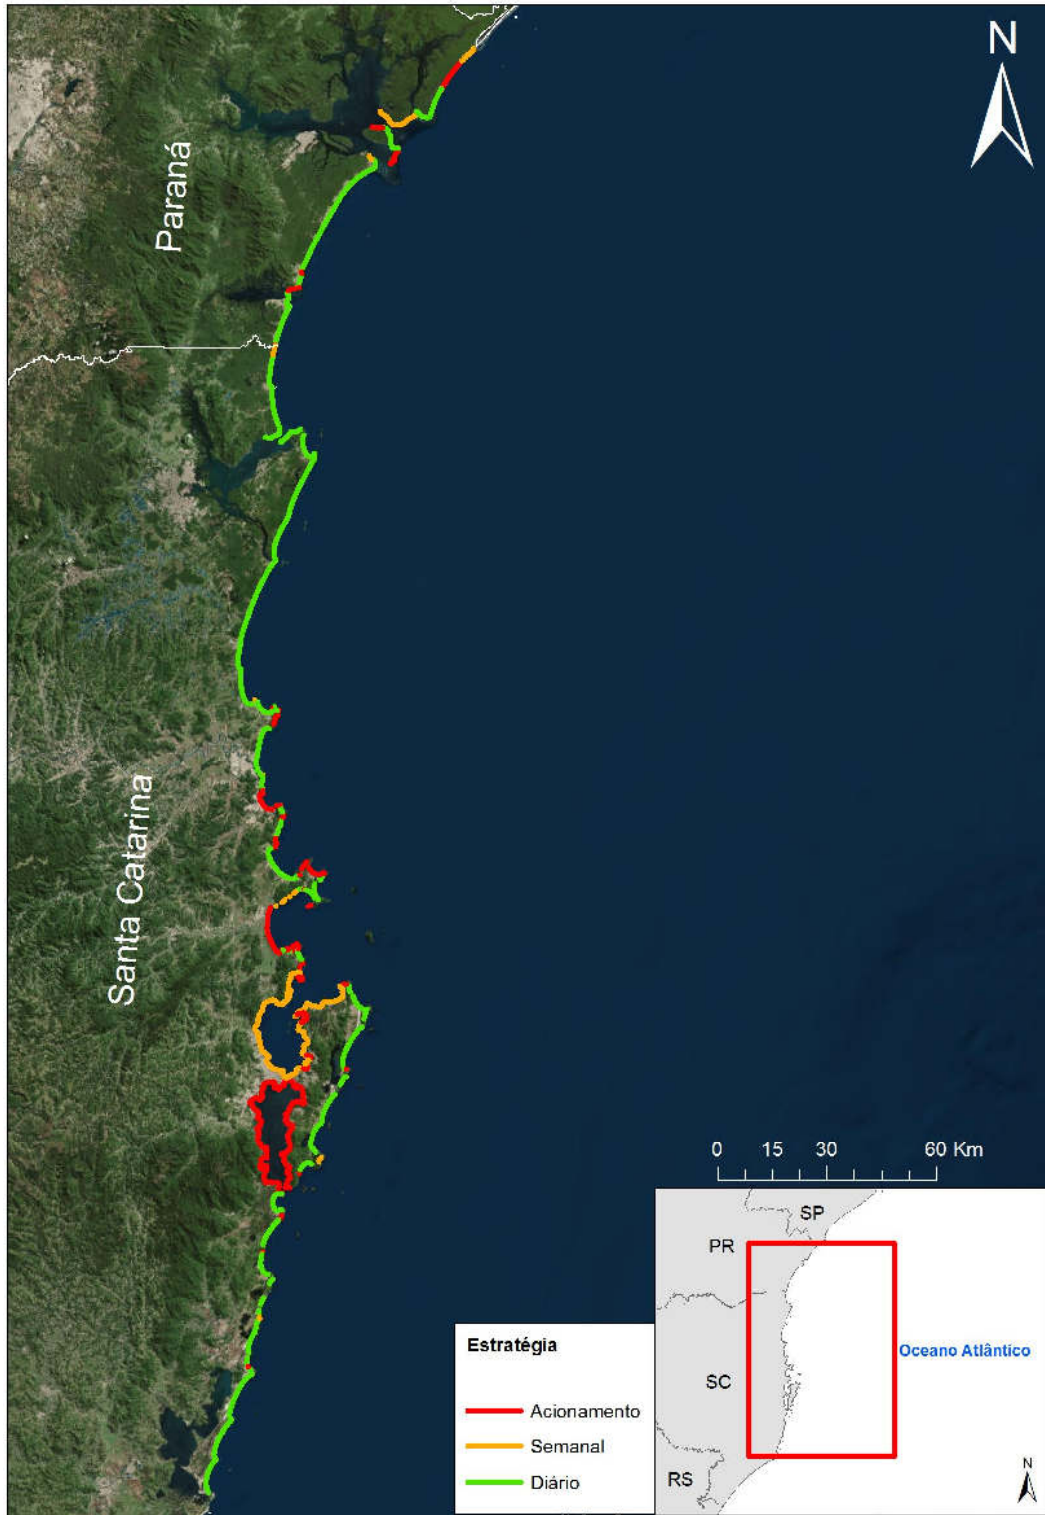 N
Paraná
Santa Catarina
0 15 30 60 Km
SP
PR
Oceano Atlântico
SC
RS
N
Estratégia
Acionamento
Semanal
Diário